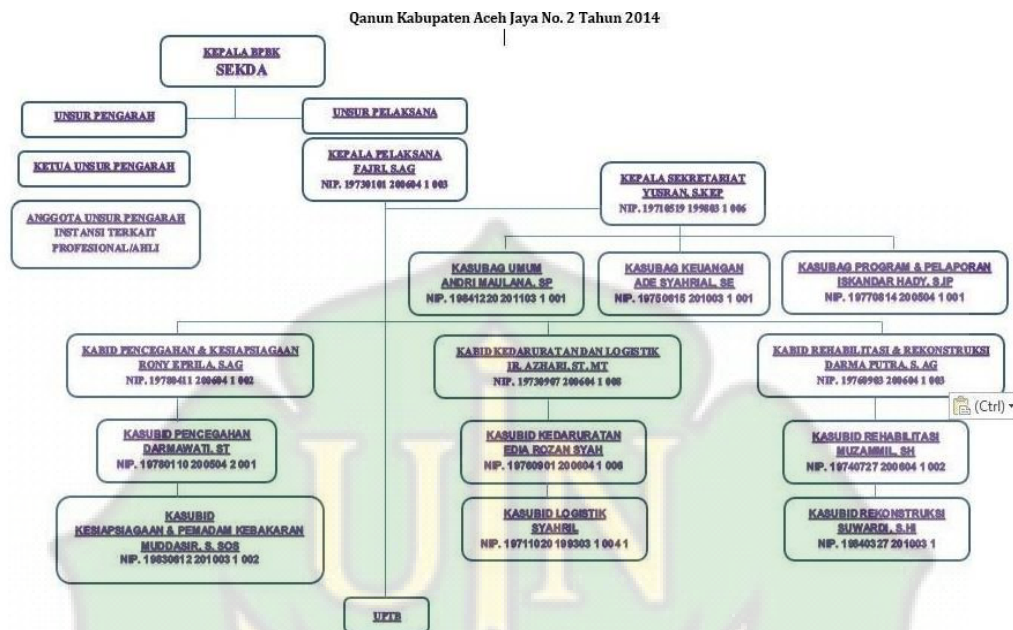 Qanun Kabupaten Aceh Jaya No. 2 Tahun 2014
KEPALA BPBK
SEKDA
UNSUR PENGARAH
UNSUR PELAKSANA
KETUA UNSUR PENGARAH
KEPALA PELAKSANA
FAJRI, S.AG
NIP. 19730101 200604 1 003
ANGGOTA UNSUR PENGARAH
INSTANSI TERKAIT
PROFESIONAL/AHLI
KEPALA SEKRETARIAT
YUSRAN, S.KEP
NIP. 19710519 199803 1 006
KASUBAG UMUM
ANDRI MAULANA, SP
NIP. 19841220 201103 1 001
KASUBAG KEUANGAN
ADE SYAHRIAL, SE
NIP. 19750615 201003 1 001
KASUBAG PROGRAM & PELAPORAN
ISKANDAR HADY, S.IP
NIP. 19770814 200504 1 001
KABID PENCEGAHAN & KESIAPSIAGAAN
RONY EPRILA, S.AG
NIP. 19780411 200604 1 002
KABID KEDARURATAN DAN LOGISTIK
IR. AZHARI, ST, MT
NIP. 19730907 200604 1 008
KABID REHABILITASI & REKONSTRUKSI
DARMA PUTRA, S. AG
NIP. 19760903 200604 1 003
(Ctrl)
KASUBID PENCEGAHAN
DARMAWATI, ST
NIP. 19780110 200504 2 001
KASUBID KEDARURATAN
EDIA ROZAN SYAH
NIP. 19760901 200604 1 006
KASUBID REHABILITASI
MUZAMMIL, SH
NIP. 19740727 200604 1 002
KASUBID
KESIAPSIAGAAN & PEMADAM KEBAKARAN
MUDDASIR, S. SOS
NIP. 19830612 201003 1 002
KASUBID LOGISTIK
SYAHRIL
NIP. 19711020 199303 1 004 1
KASUBID REKONSTRUKSI
SUWARDI, S.HI
NIP. 19840327 201003 1
UPTB
UIN